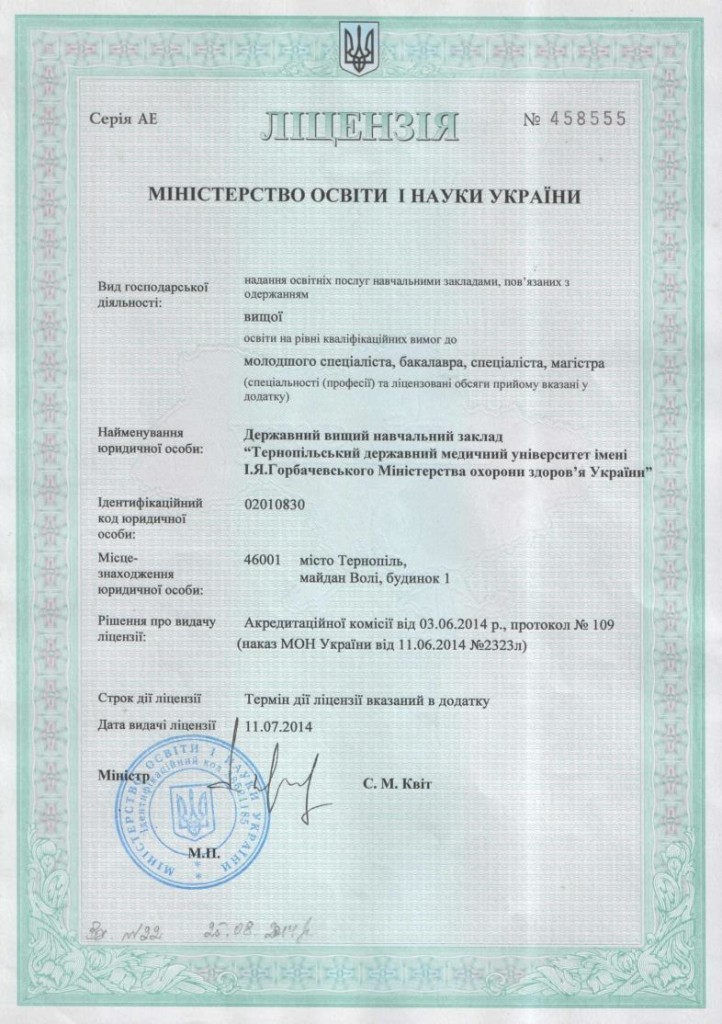 Серія АЕ
ЛІЦЕНЗІЯ
№ 458555
МІНІСТЕРСТВО ОСВІТИ І НАУКИ УКРАЇНИ
Вид господарської
діяльності:
надання освітніх послуг навчальними закладами, пов’язаних з
одержанням
вищої
освіти на рівні кваліфікаційних вимог до
молодшого спеціаліста, бакалавра, спеціаліста, магістра
(спеціальності (професії) та ліцензовані обсяги прийому вказані у
додатку)
Найменування
юридичної особи:
Державний вищий навчальний заклад
“Тернопільський державний медичний університет імені
І.Я.Горбачевського Міністерства охорони здоров’я України”
Ідентифікаційний
код юридичної
особи:
02010830
Місце-
знаходження
юридичної особи:
46001 місто Тернопіль,
майдан Волі, будинок 1
Рішення про видачу
ліцензії:
Акредитаційної комісії від 03.06.2014 р., протокол № 109
(наказ МОН України від 11.06.2014 №2323л)
Строк дії ліцензії
Термін дії ліцензії вказаний в додатку
Дата видачі ліцензії
11.07.2014
Міністр
С. М. Квіт
МІНІСТЕРСТВО ОСВІТИ І НАУКИ УКРАЇНИ
Ідентифікаційний код
М.П.
Вх. №22 25.08.2014р